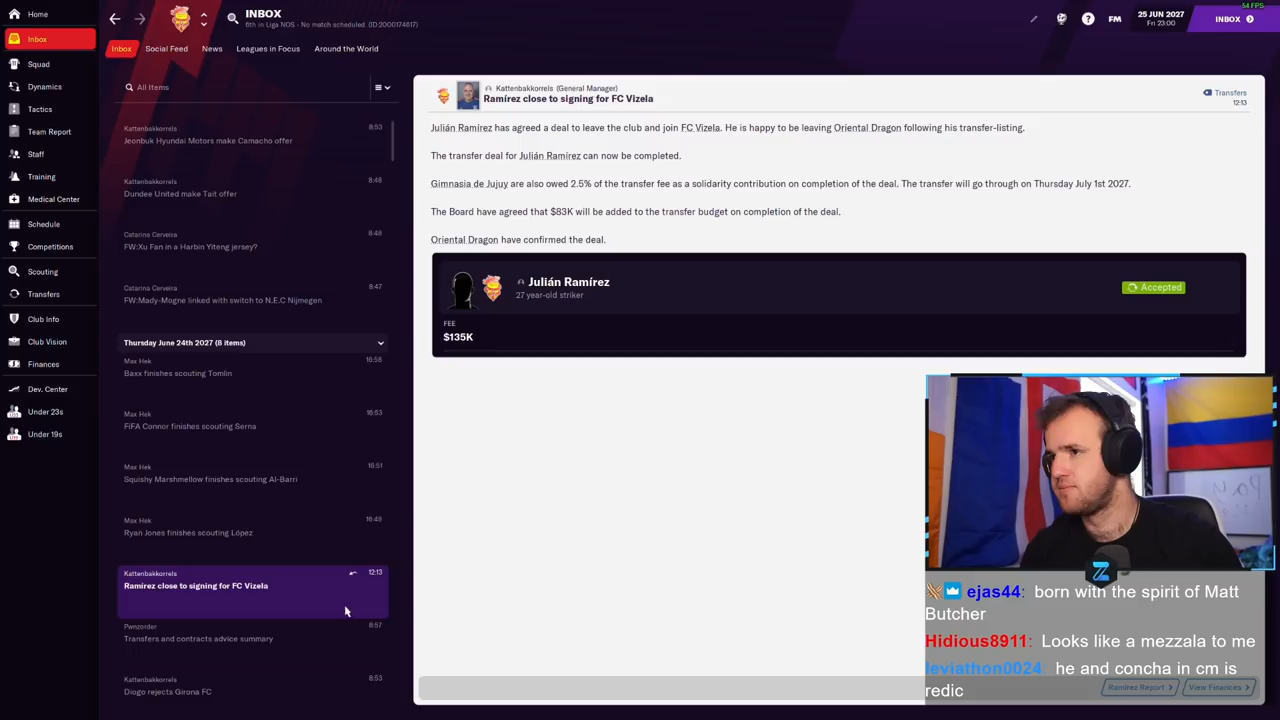 54 FPS
Home
INBOX
6th in Liga NOS - No match scheduled. (ID:2000174617)
FM
25 JUN 2027
Fri 23:00
INBOX
Inbox
Squad
Dynamics
Tactics
Team Report
Staff
Training
Medical Center
Schedule
Competitions
Scouting
Transfers
Club Info
Club Vision
Finances
Dev. Center
Under 23s
Under 19s
Inbox
Social Feed
News
Leagues in Focus
Around the World
All Items
Kattenbakkorrels 8:53
Jeonbuk Hyundai Motors make Camacho offer
Kattenbakkorrels 8:48
Dundee United make Tait offer
Catarina Cerveira 8:48
FW:Xu Fan in a Harbin Yiteng jersey?
Catarina Cerveira 8:47
FW:Mady-Mogne linked with switch to N.E.C Nijmegen
Thursday June 24th 2027 (8 items)
Max Hek 16:58
Baxx finishes scouting Tomlin
Max Hek 16:53
FiFA Connor finishes scouting Serna
Max Hek 16:51
Squishy Marshmellow finishes scouting Al-Barri
Max Hek 16:49
Ryan Jones finishes scouting López
Kattenbakkorrels 12:13
Ramírez close to signing for FC Vizela
Pwnzorder 8:57
Transfers and contracts advice summary
Kattenbakkorrels 8:53
Diogo rejects Girona FC
Kattenbakkorrels (General Manager)
Ramírez close to signing for FC Vizela
Transfers
12:13
Julián Ramírez has agreed a deal to leave the club and join FC Vizela. He is happy to be leaving Oriental Dragon following his transfer-listing.
The transfer deal for Julián Ramírez can now be completed.
Gimnasia de Jujuy are also owed 2.5% of the transfer fee as a solidarity contribution on completion of the deal. The transfer will go through on Thursday July 1st 2027.
The Board have agreed that $83K will be added to the transfer budget on completion of the deal.
Oriental Dragon have confirmed the deal.
Julián Ramírez
27 year-old striker
Accepted
FEE
$135K
ejas44: born with the spirit of Matt
Butcher
Hidious8911: Looks like a mezzala to me
leviathon0024: he and concha in cm is
redic
Ramírez Report
View Finances